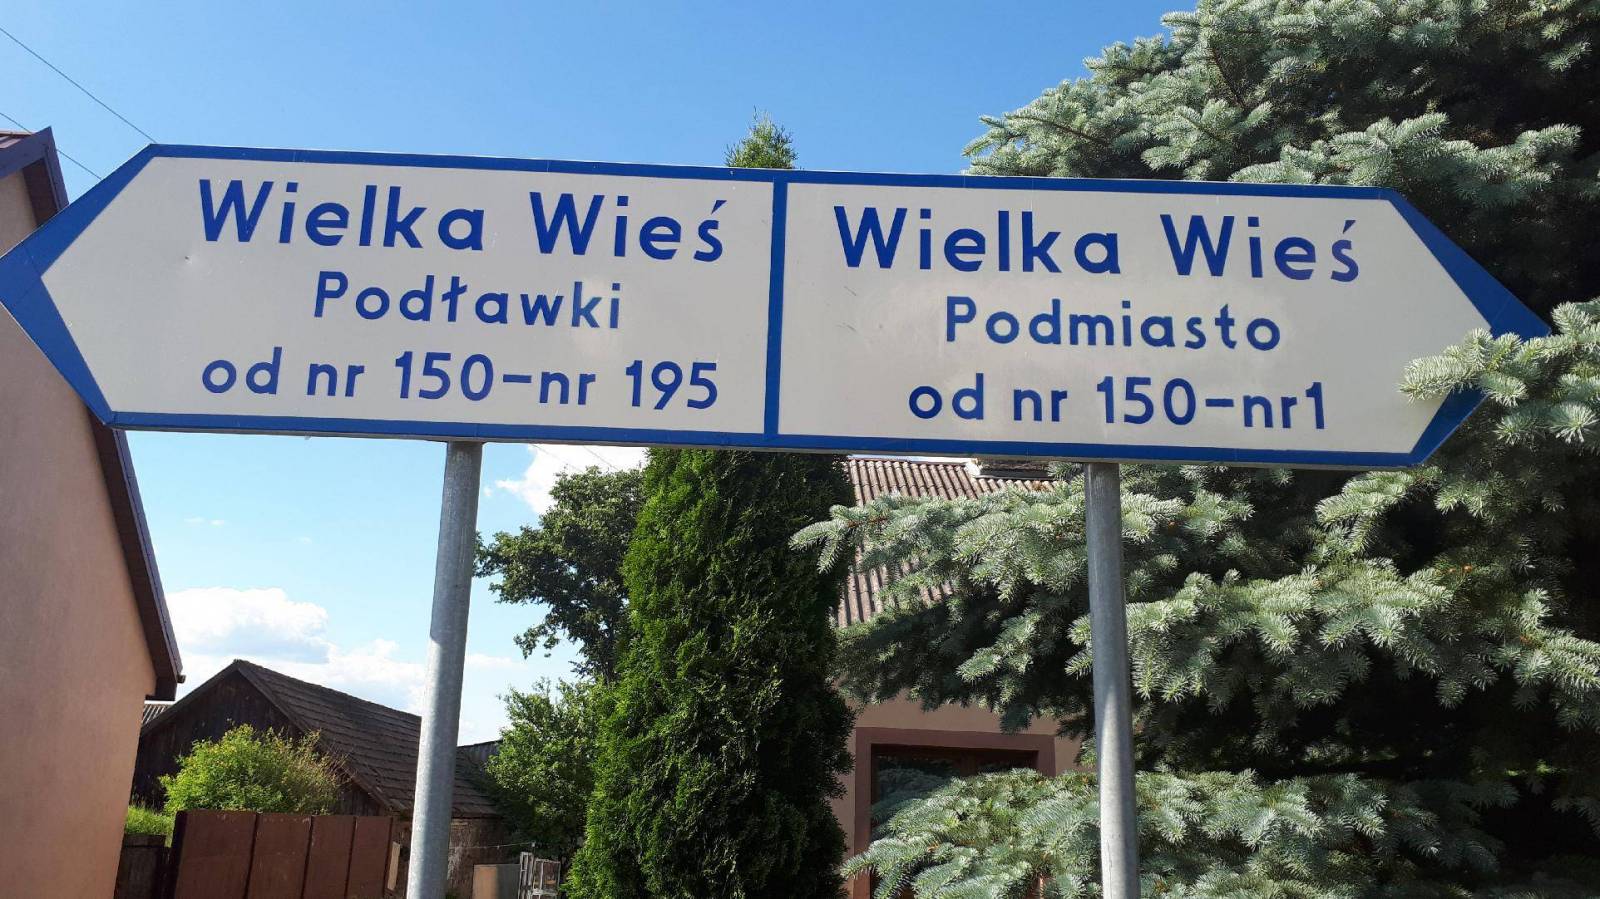 Wielka Wieś
Podławki
od nr 150-nr 195
Wielka Wieś
Podmiasto
od nr 150-nr1